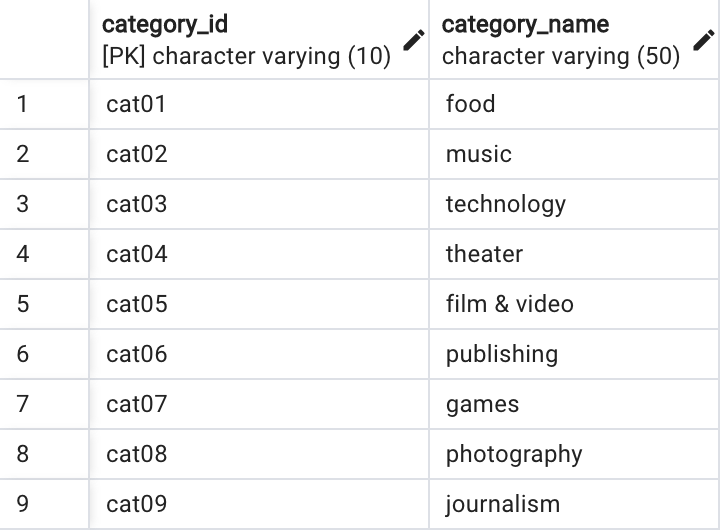 category_id category_name
[PK] character varying (10) character varying (50)
1 cat01 food
2 cat02 music
3 cat03 technology
4 cat04 theater
5 cat05 film & video
6 cat06 publishing
7 cat07 games
8 cat08 photography
9 cat09 journalism